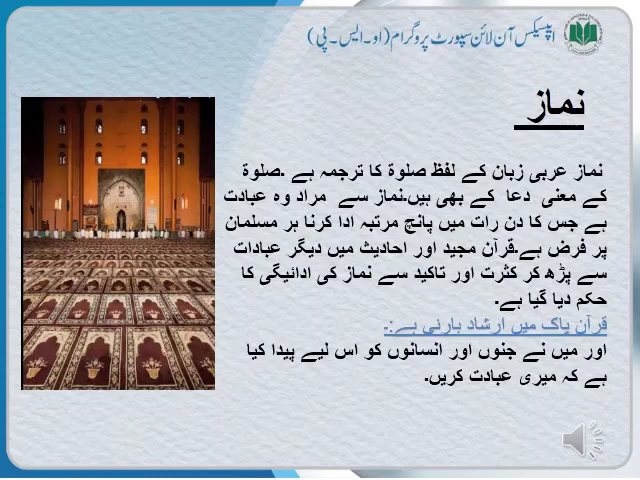 اپسیکس آن لائن سپورٹ پروگرام (او۔ایس۔پی)
نماز
نماز عربی زبان کے لفظ صلوۃ کا ترجمہ ہے ۔صلوۃ
کے معنی دعا کے بھی ہیں۔نماز سے مراد وہ عبادت
ہے جس کا دن رات میں پانچ مرتبہ ادا کرنا ہر مسلمان
پر فرض ہے۔قرآن مجید اور احادیث میں دیگر عبادات
سے پڑھ کر کثرت اور تاکید سے نماز کی ادائیگی کا
حکم دیا گیا ہے۔
قرآن پاک میں ارشاد باری ہے:۔
اور میں نے جنوں اور انسانوں کو اس لیے پیدا کیا
ہے کہ میری عبادت کریں۔